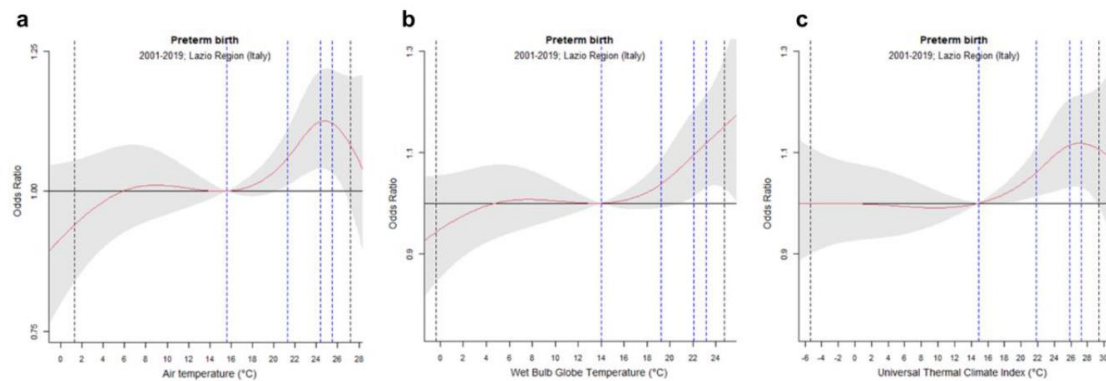 a
Preterm birth
2001-2019; Lazio Region (Italy)
Odds Ratio
1.25
1.00
0.75
0 2 4 6 8 10 12 14 16 18 20 22 24 26 28
Air temperature (°C)
b
Preterm birth
2001-2019; Lazio Region (Italy)
Odds Ratio
1.3
1.1
0.9
0 2 4 6 8 10 12 14 16 18 20 22 24
Wet Bulb Globe Temperature (°C)
c
Preterm birth
2001-2019; Lazio Region (Italy)
Odds Ratio
1.3
1.1
0.9
-6 -4 -2 0 2 4 6 8 10 12 14 16 18 20 22 24 26 28 30
Universal Thermal Climate Index (°C)